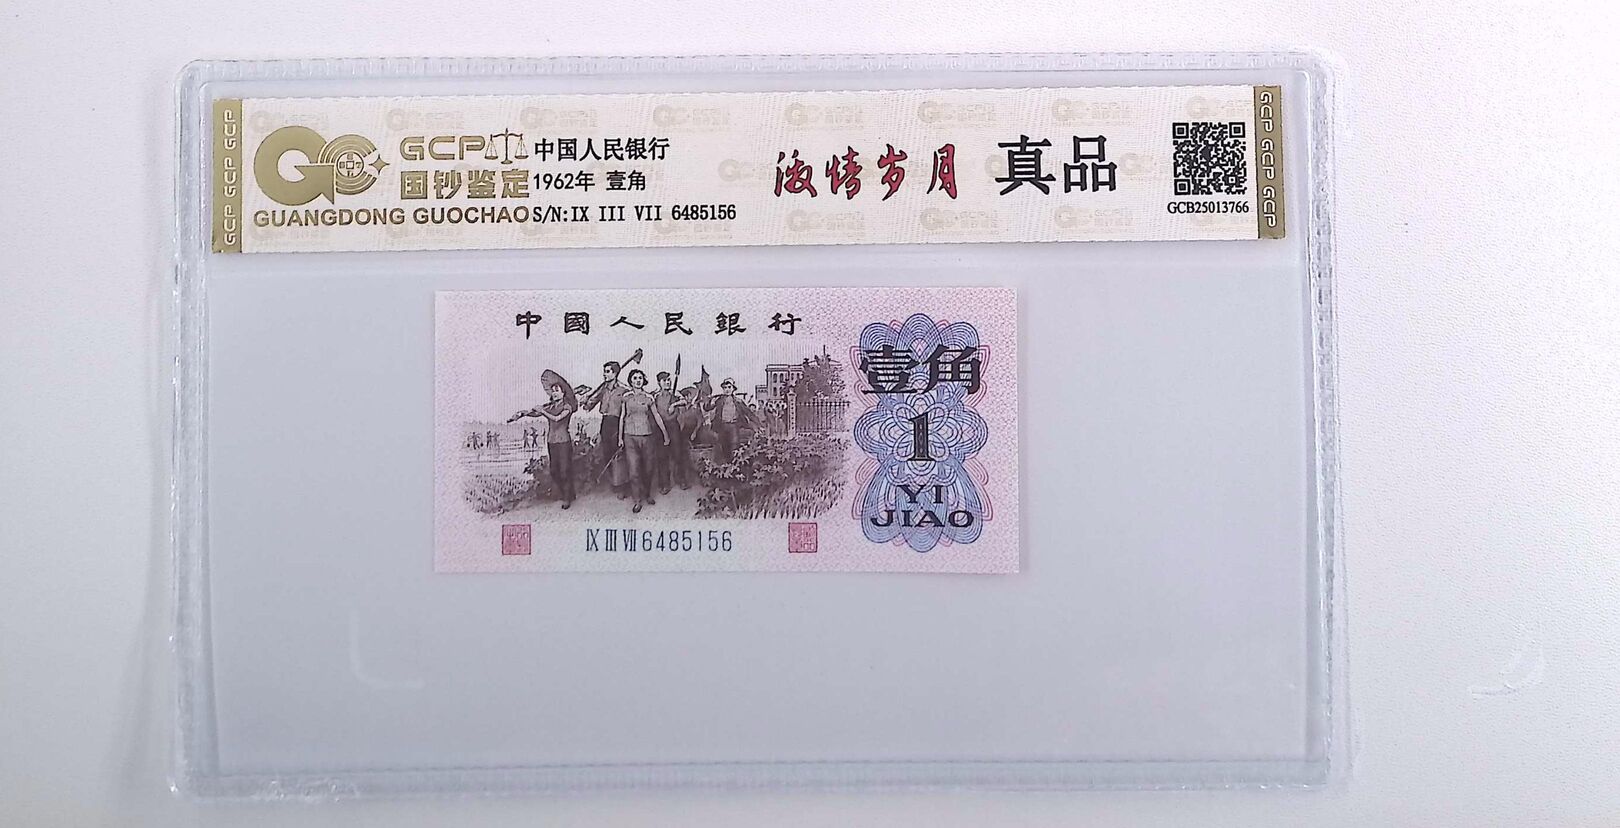 GCP GCP GCP
GCP
国钞鉴定
GUANGDONG GUOCHAO
中国人民银行
1962年 壹角
S/N:IX III VII 6485156
激情岁月
真品
GCB25013766
GCP GCP GCP
中國人民銀行
壹角
1
YI
JIAO
IX III VII 6485156